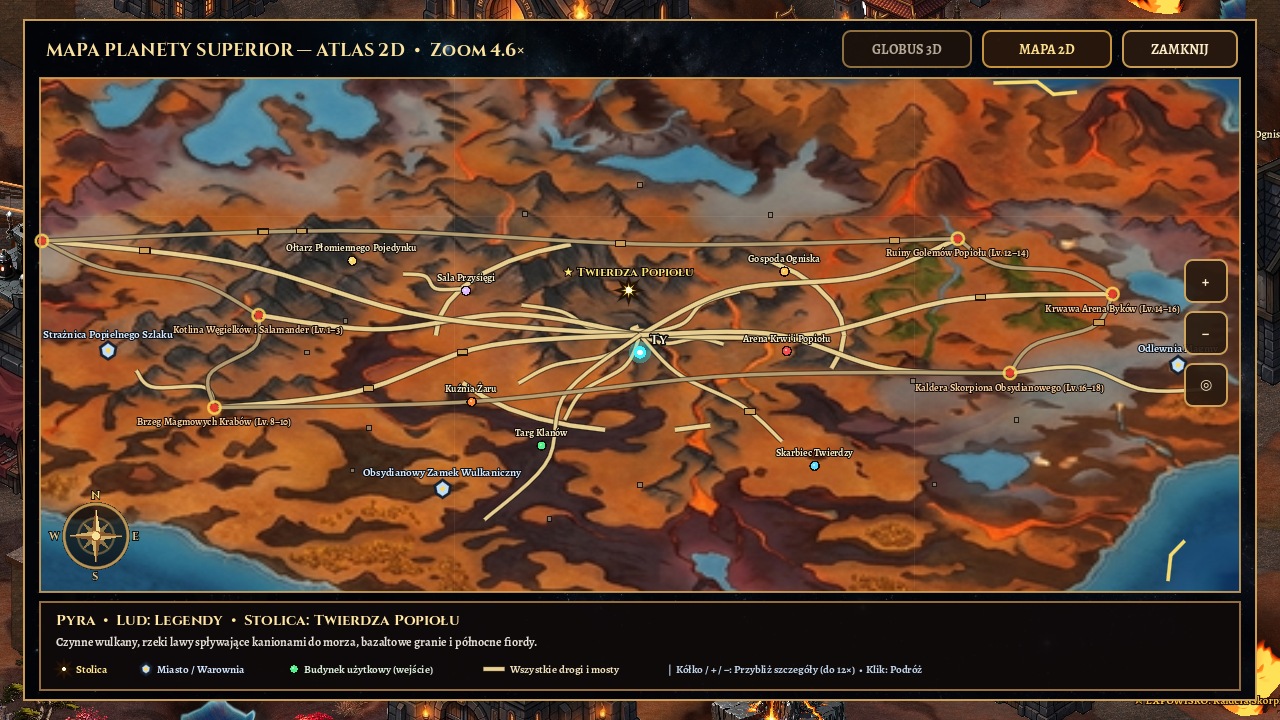 MAPA PLANETY SUPERIOR — ATLAS 2D • ZOOM 4.6×
GLOBUS 3D
MAPA 2D
ZAMKNIJ
Ołtarz Płomiennego Pojedynku
Sala Przysięgi
★ TWIERDZA POPIOŁU
Gospoda Ogniska
Ruiny Golemów Popiołu (Lv. 12–14)
+
Krwawa Arena Byków (Lv. 14–16)
Strażnica Popielnego Szlaku
Kotlina Węgielków i Salamander (Lv. 1–3)
TY
Arena Krwi i Popiołu
−
Odlewnia
Kuźnia Żaru
Kaldera Skorpiona Obsydianowego (Lv. 16–18)
◎
Brzeg Magmowych Krabów (Lv. 8–10)
Targ Klanów
Skarbiec Twierdzy
Obsydianowy Zamek Wulkaniczny
N
W
E
S
PYRA • LUD: LEGENDY • STOLICA: TWIERDZA POPIOŁU
Czynne wulkany, rzeki lawy spływające kanionami do morza, bazaltowe granie i północne fiordy.
Stolica
Miasto / Warownia
Budynek użytkowy (wejście)
Wszystkie drogi i mosty
| Kółko / + / −: Przybliż szczegóły (do 12×) • Klik: Podróż